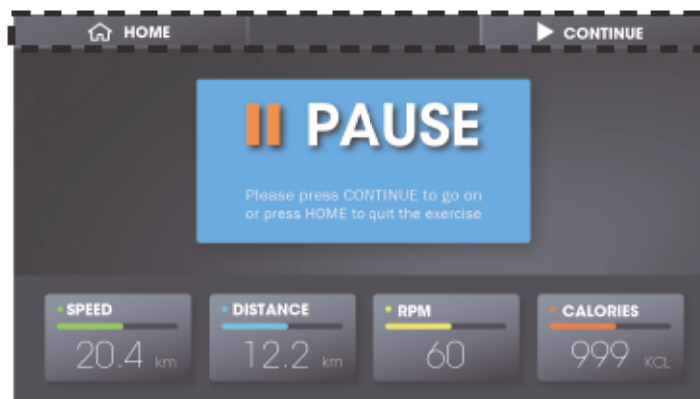 HOME
CONTINUE
PAUSE
Please press CONTINUE to go on
or press HOME to quit the exercise
SPEED
DISTANCE
RPM
CALORIES
20.4 km
12.2 km
60
999 KCL